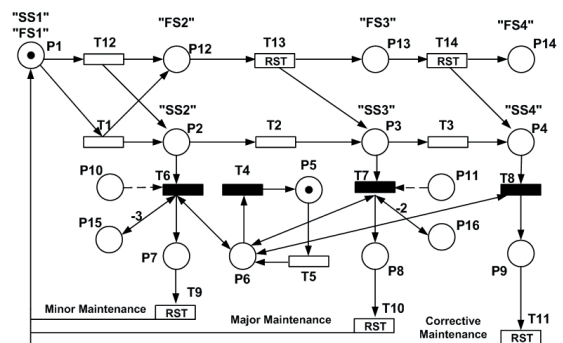 "SS1"
"FS1"
"FS2"
"FS3"
"FS4"
P1
T12
P12
T13
RST
P13
T14
RST
P14
"SS2"
"SS3"
"SS4"
T1
P2
T2
P3
T3
P4
P10
T6
T4
P5
T7
P11
T8
-3
-2
P15
P16
P7
P6
T5
P8
P9
T9
Minor Maintenance
RST
Major Maintenance
T10
RST
Corrective
Maintenance
T11
RST